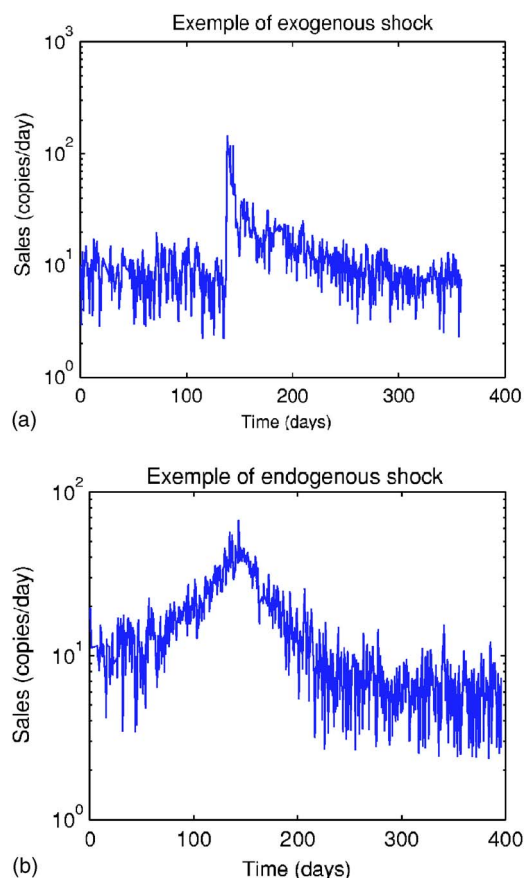 Exemple of exogenous shock
10^3
10^2
10^1
10^0
Sales (copies/day)
0 100 200 300 400
Time (days)
(a)
Exemple of endogenous shock
10^2
10^1
10^0
Sales (copies/day)
0 100 200 300 400
Time (days)
(b)